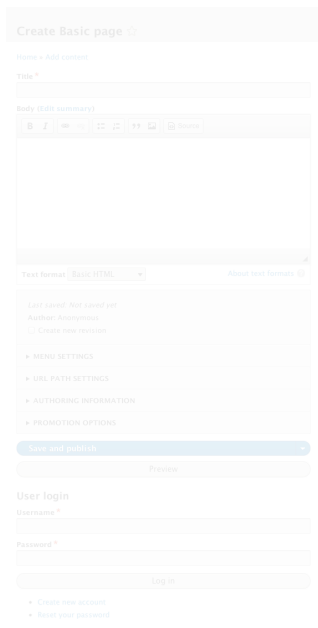 Create Basic page
Home » Add content
Title *
Body (Edit summary)
Source
Text format Basic HTML
About text formats
Last saved: Not saved yet
Author: Anonymous
Create new revision
MENU SETTINGS
URL PATH SETTINGS
AUTHORING INFORMATION
PROMOTION OPTIONS
Save and publish
Preview
User login
Username *
Password *
Log in
Create new account
Reset your password